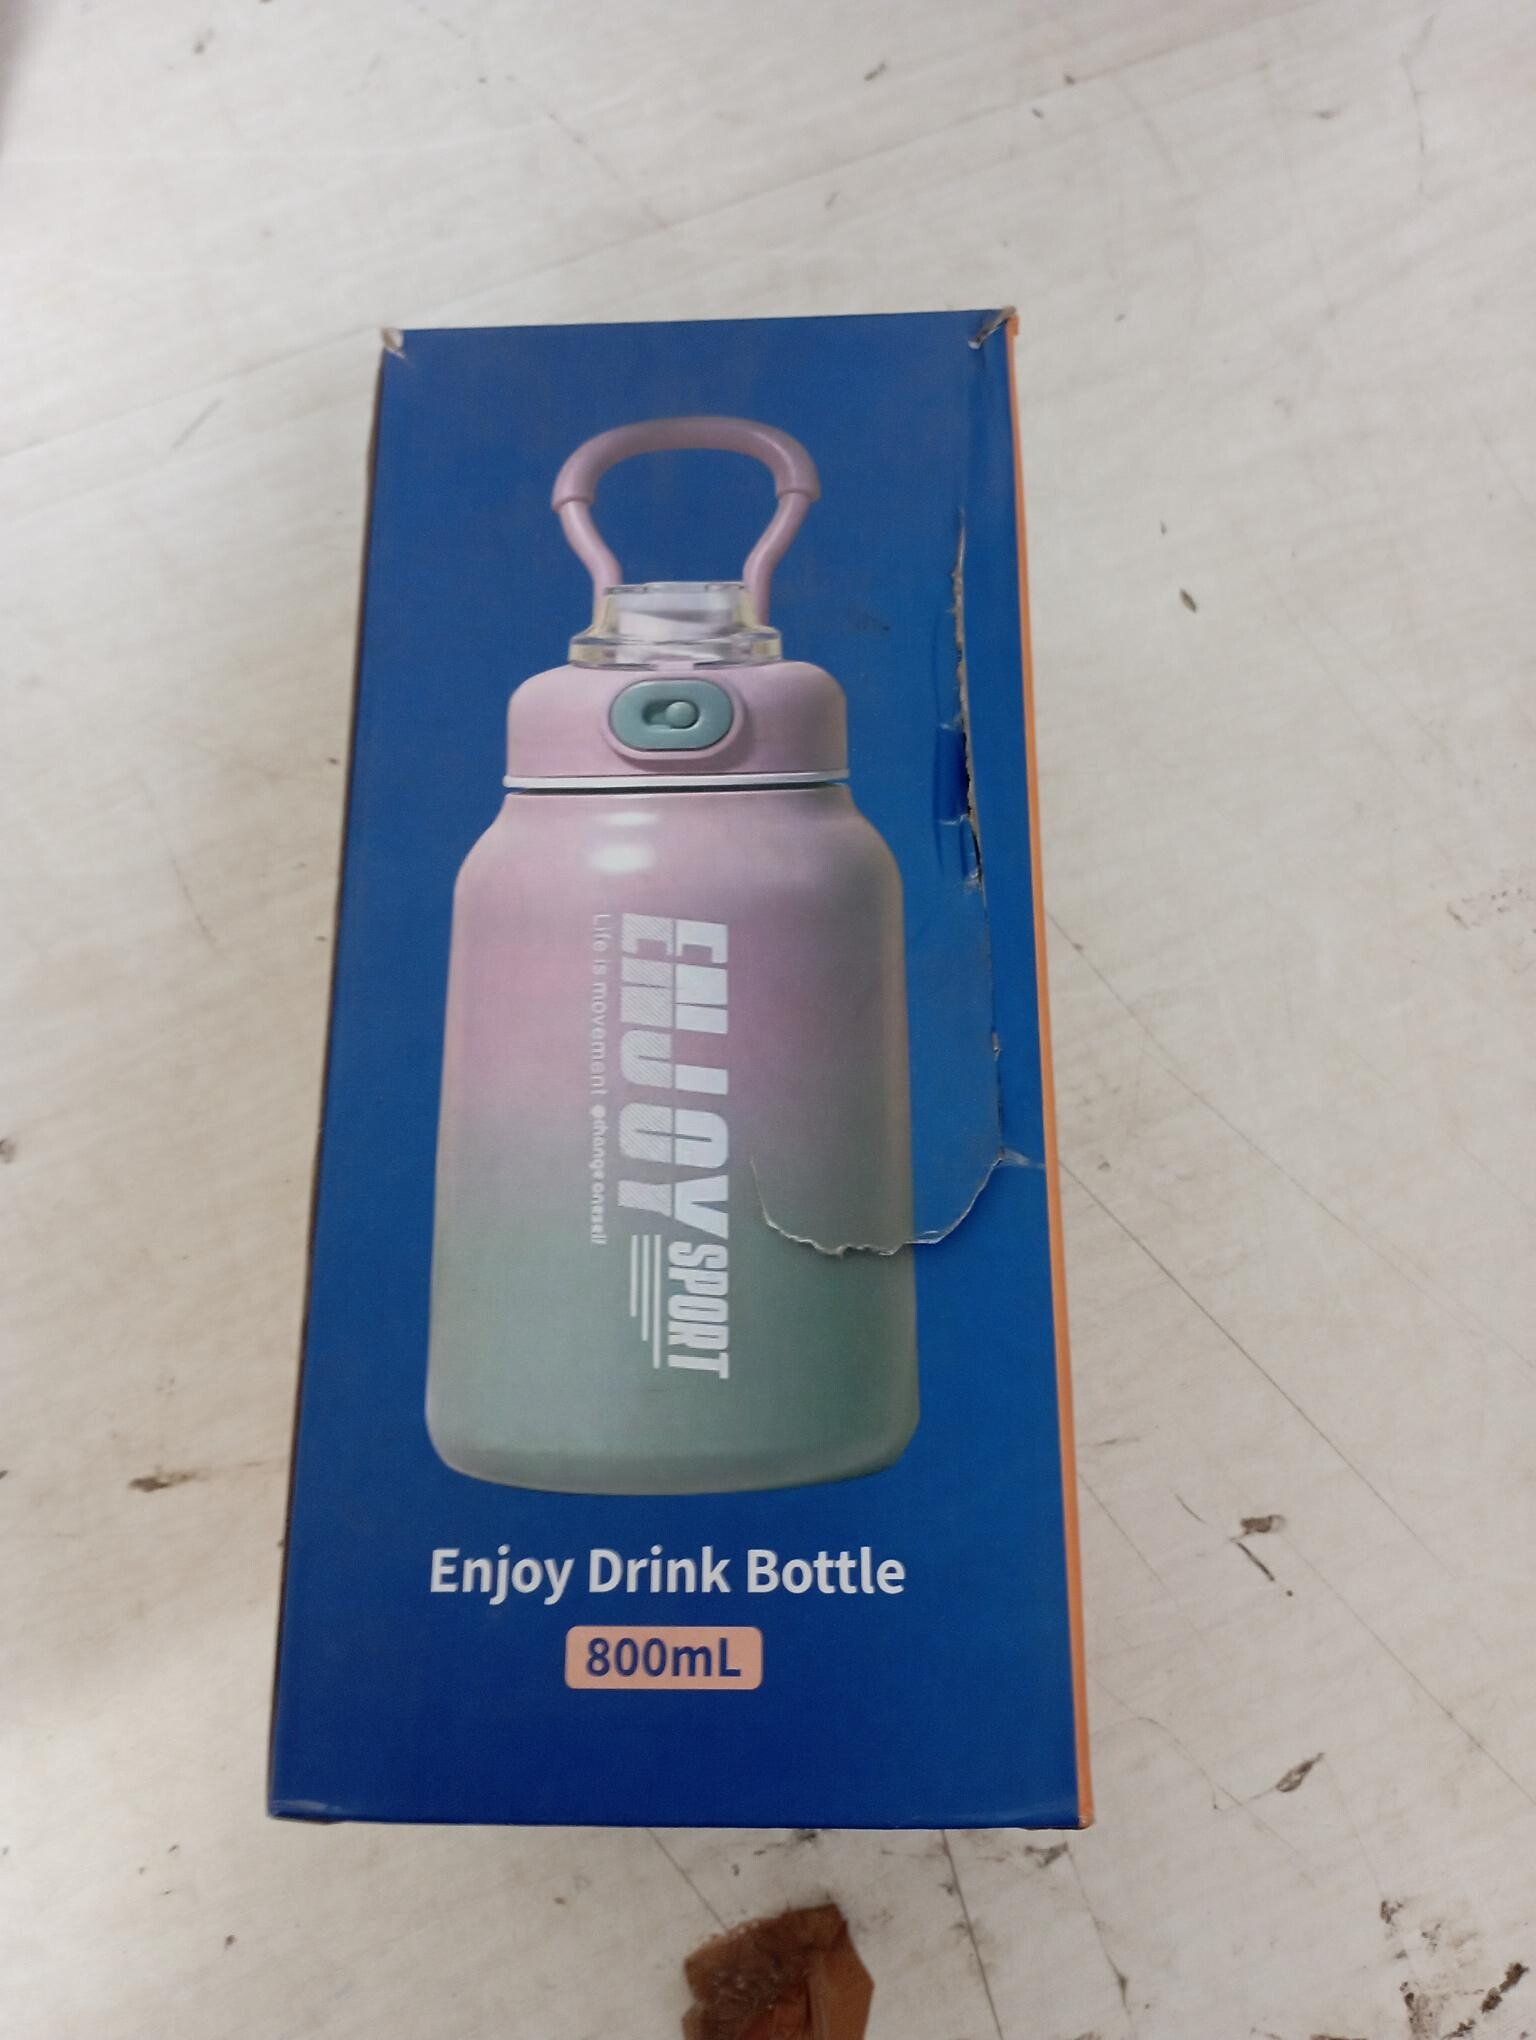 ENJOY SPORT
ENJOY
Life is movement change oneself
Enjoy Drink Bottle
800mL